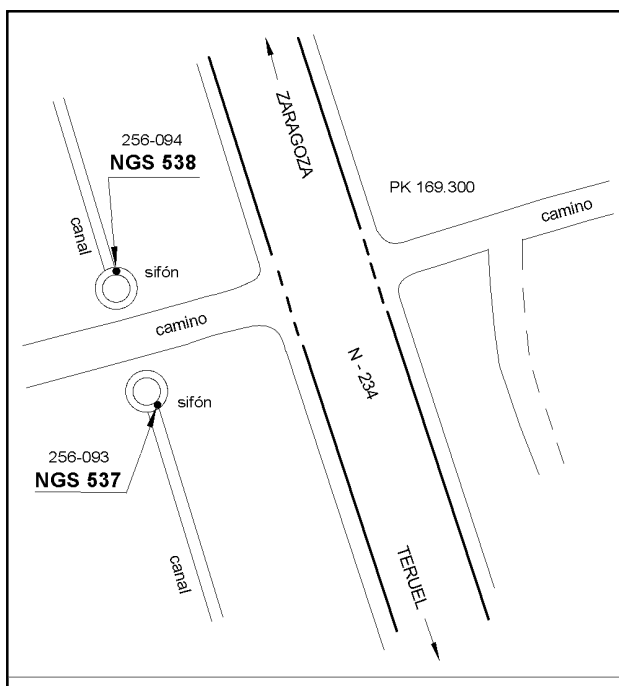 ZARAGOZA
256-094
NGS 538
PK 169.300
canal
camino
sifón
camino
N - 234
sifón
256-093
NGS 537
canal
TERUEL